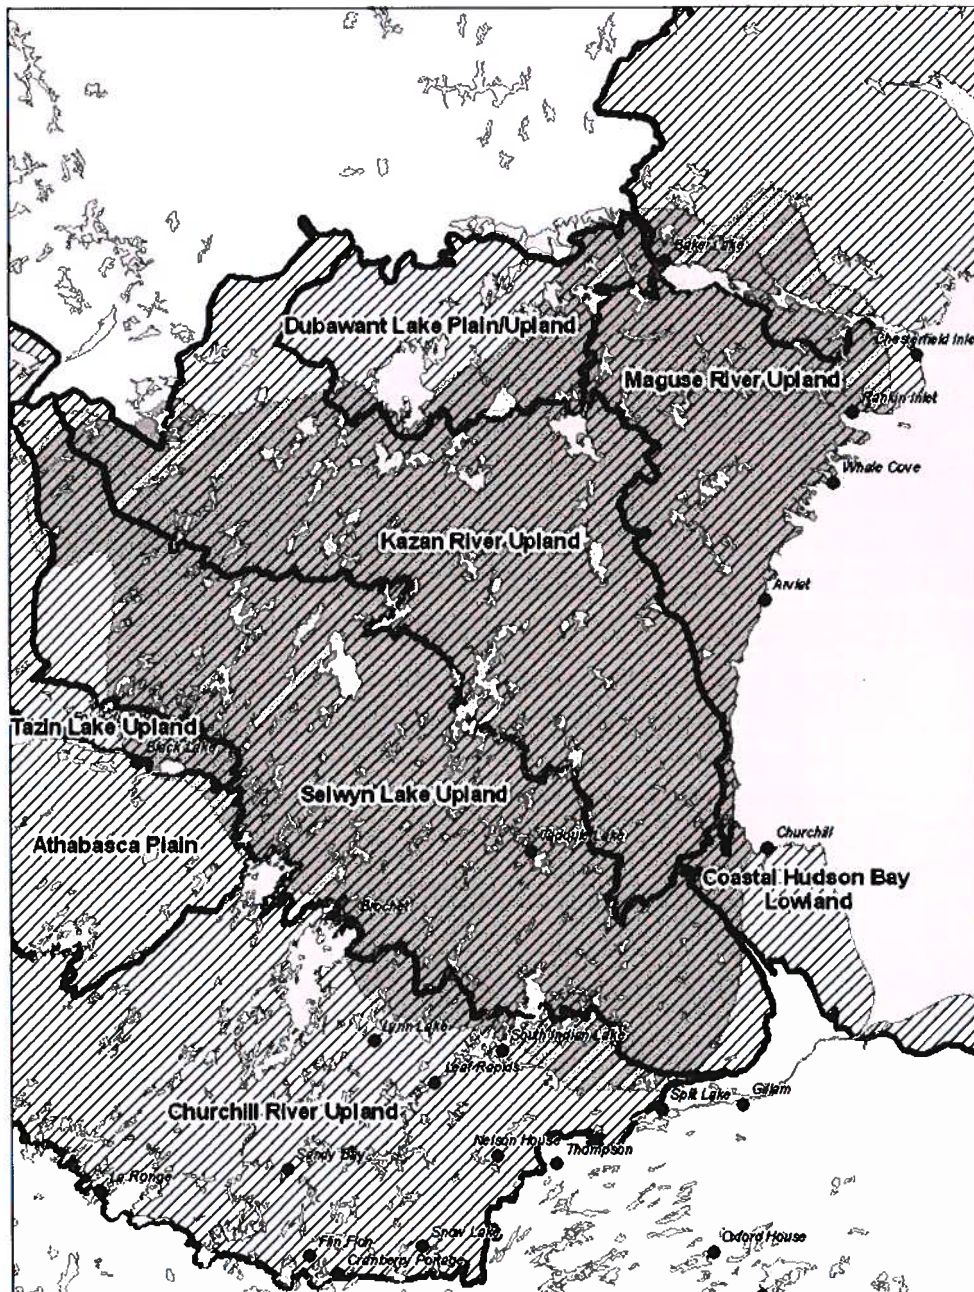 Baker Lake
Dubawant Lake Plain/Upland
Chesterfield Inlet
Maguse River Upland
Rankin Inlet
Whale Cove
Kazan River Upland
Arviat
Tazin Lake Upland
Black Lake
Selwyn Lake Upland
Athabasca Plain
Tadoule Lake
Churchill
Coastal Hudson Bay
Lowland
Brochet
Lynn Lake
South Indian Lake
Leaf Rapids
Split Lake
Gillam
Churchill River Upland
Nelson House
Thompson
Sandy Bay
La Ronge
Snow Lake
Flin Flon
Cranberry Portage
Oxford House